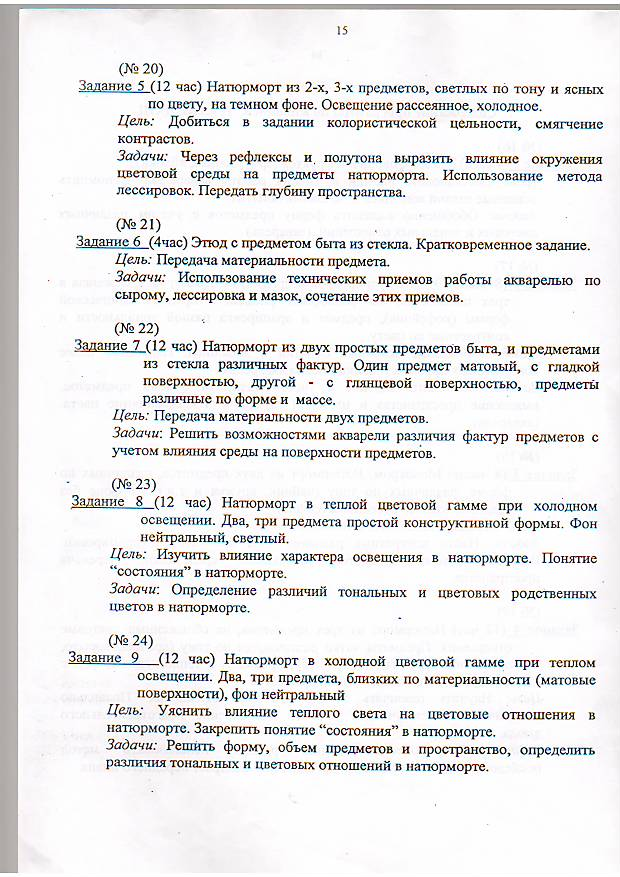 15
(№ 20)
Задание 5 (12 час) Натюрморт из 2-х, 3-х предметов, светлых по тону и ясных
по цвету, на темном фоне. Освещение рассеянное, холодное.
Цель: Добиться в задании колористической цельности, смягчение
контрастов.
Задачи: Через рефлексы и полутона выразить влияние окружения
цветовой среды на предметы натюрморта. Использование метода
лессировок. Передать глубину пространства.
(№ 21)
Задание 6 (4час) Этюд с предметом быта из стекла. Кратковременное задание.
Цель: Передача материальности предмета.
Задачи: Использование технических приемов работы акварелью по
сырому, лессировка и мазок, сочетание этих приемов.
(№ 22)
Задание 7 (12 час) Натюрморт из двух простых предметов быта, и предметами
из стекла различных фактур. Один предмет матовый, с гладкой
поверхностью, другой - с глянцевой поверхностью, предметы
различные по форме и массе.
Цель: Передача материальности двух предметов.
Задачи: Решить возможностями акварели различия фактур предметов с
учетом влияния среды на поверхности предметов.
(№ 23)
Задание 8 (12 час) Натюрморт в теплой цветовой гамме при холодном
освещении. Два, три предмета простой конструктивной формы. Фон
нейтральный, светлый.
Цель: Изучить влияние характера освещения в натюрморте. Понятие
“состояния” в натюрморте.
Задачи: Определение различий тональных и цветовых родственных
цветов в натюрморте.
(№ 24)
Задание 9 (12 час) Натюрморт в холодной цветовой гамме при теплом
освещении. Два, три предмета, близких по материальности (матовые
поверхности), фон нейтральный
Цель: Уяснить влияние теплого света на цветовые отношения в
натюрморте. Закрепить понятие “состояния” в натюрморте.
Задачи: Решить форму, объем предметов и пространство, определить
различия тональных и цветовых отношений в натюрморте.